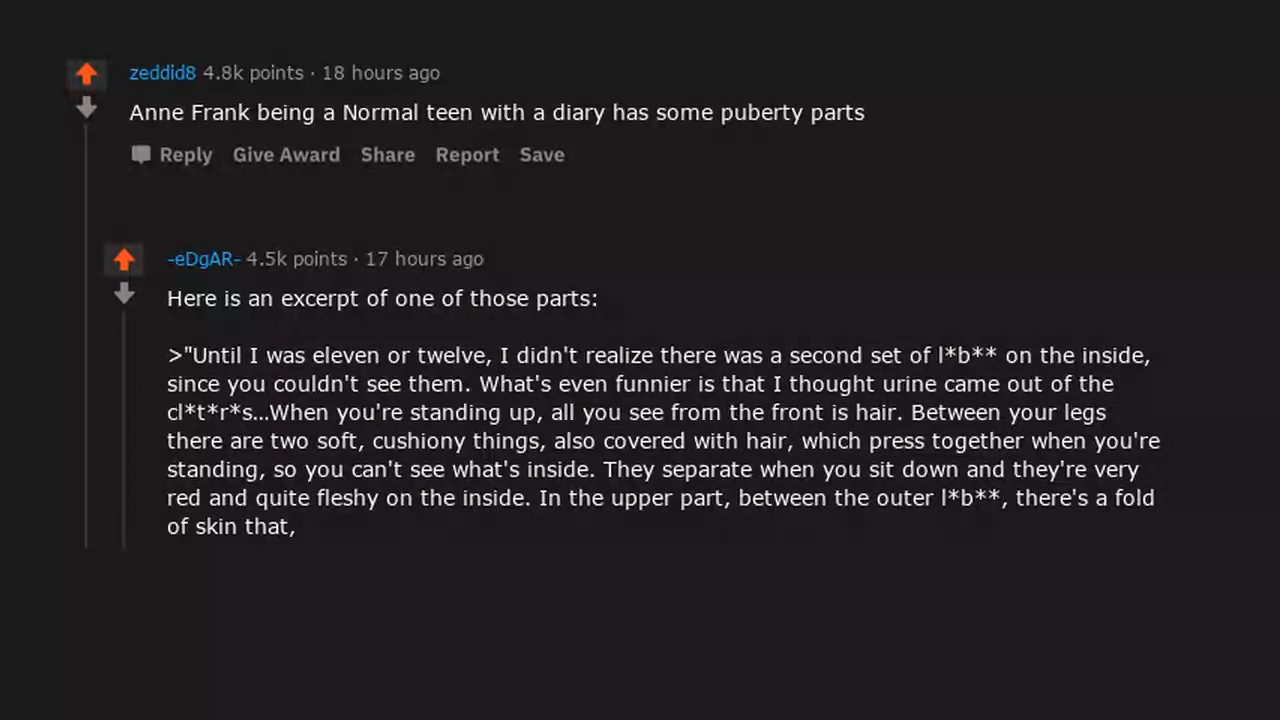 zeddid8 4.8k points · 18 hours ago
Anne Frank being a Normal teen with a diary has some puberty parts
Reply Give Award Share Report Save
-eDgAR- 4.5k points · 17 hours ago
Here is an excerpt of one of those parts:
>"Until I was eleven or twelve, I didn't realize there was a second set of l*b** on the inside,
since you couldn't see them. What's even funnier is that I thought urine came out of the
cl*t*r*s...When you're standing up, all you see from the front is hair. Between your legs
there are two soft, cushiony things, also covered with hair, which press together when you're
standing, so you can't see what's inside. They separate when you sit down and they're very
red and quite fleshy on the inside. In the upper part, between the outer l*b**, there's a fold
of skin that,